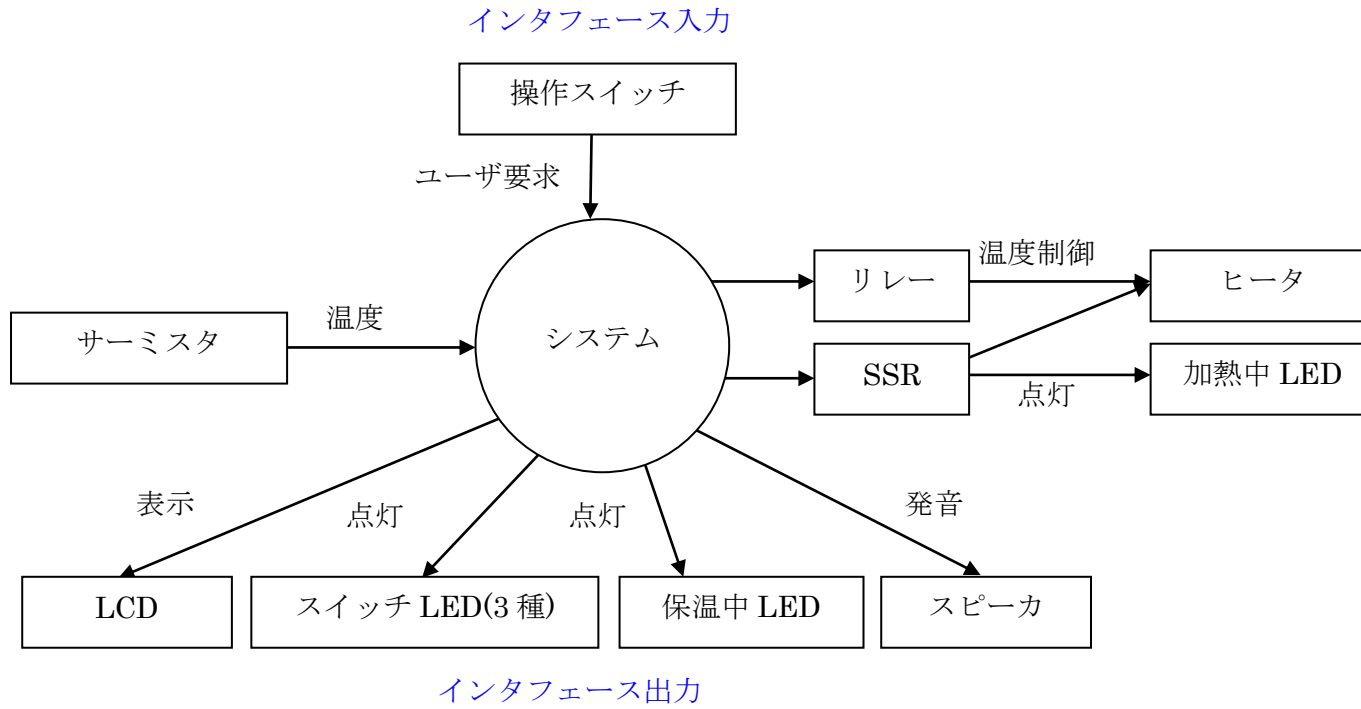 インタフェース入力
操作スイッチ
ユーザ要求
リレー
温度制御
ヒータ
サーミスタ
温度
システム
SSR
点灯
加熱中 LED
表示
点灯
点灯
発音
LCD
スイッチ LED(3 種)
保温中 LED
スピーカ
インタフェース出力